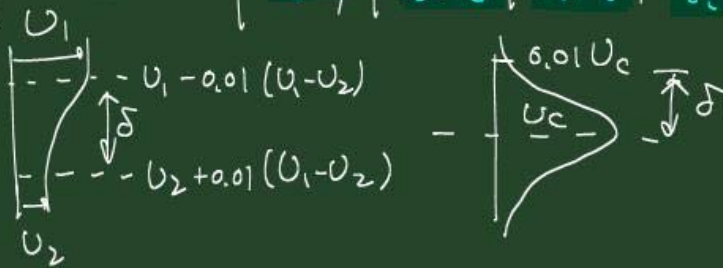 U₁
U₁ - 0.01 (U₁-U₂)
δ
U₂ + 0.01 (U₁-U₂)
U₂
0.01 Uc
Uc
δ